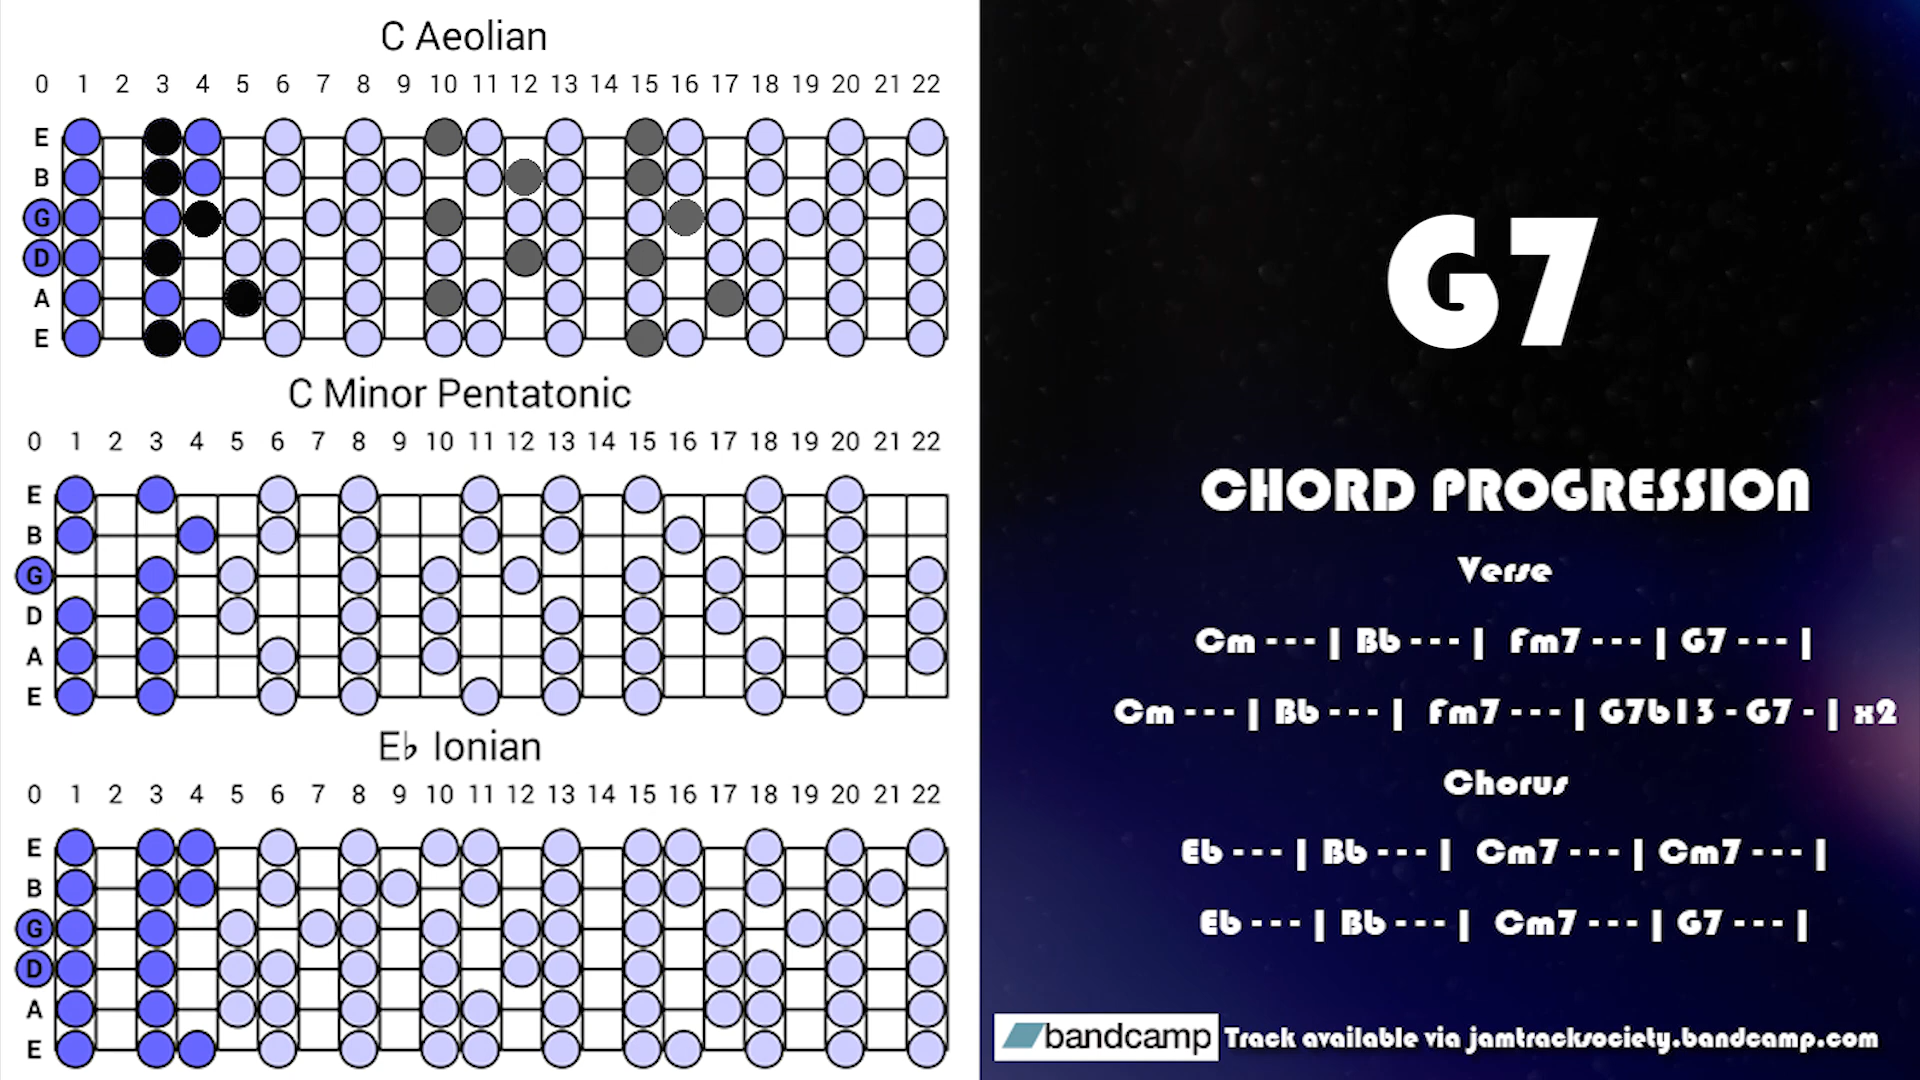 C Aeolian
0 1 2 3 4 5 6 7 8 9 10 11 12 13 14 15 16 17 18 19 20 21 22
E
B
G
D
A
E
C Minor Pentatonic
0 1 2 3 4 5 6 7 8 9 10 11 12 13 14 15 16 17 18 19 20 21 22
E
B
G
D
A
E
E♭ Ionian
0 1 2 3 4 5 6 7 8 9 10 11 12 13 14 15 16 17 18 19 20 21 22
E
B
G
D
A
E
G7
CHORD PROGRESSION
Verse
Cm - - - | Bb - - - | Fm7 - - - | G7 - - - |
Cm - - - | Bb - - - | Fm7 - - - | G7b13 - G7 - | x2
Chorus
Eb - - - | Bb - - - | Cm7 - - - | Cm7 - - - |
Eb - - - | Bb - - - | Cm7 - - - | G7 - - - |
bandcamp Track available via jamtracksociety.bandcamp.com